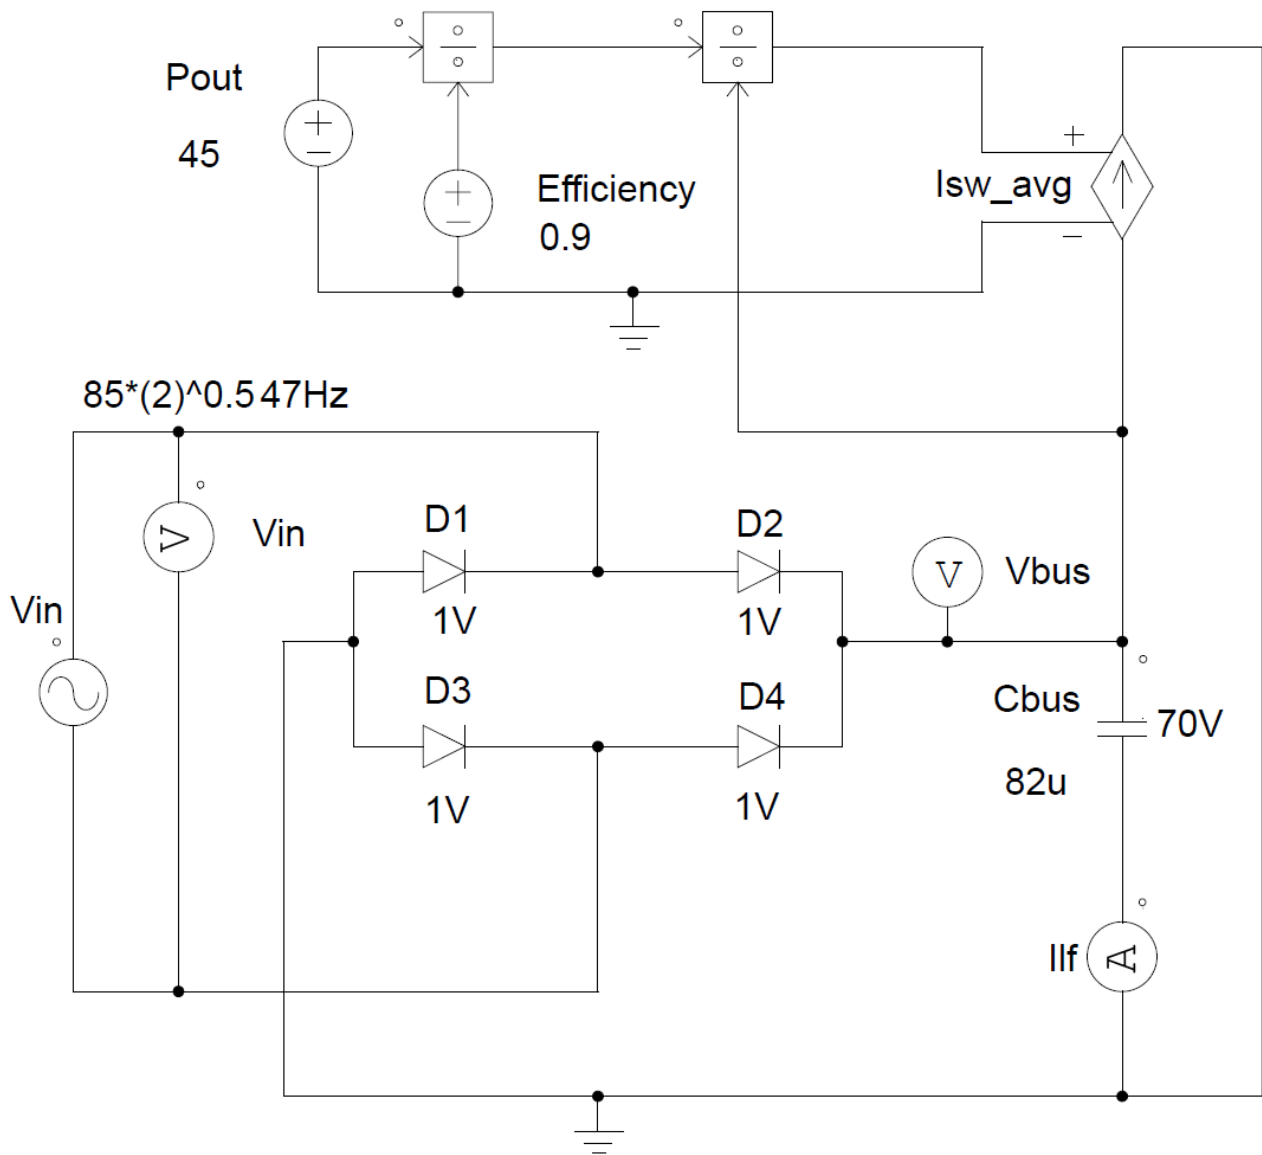 Pout
45
Efficiency
0.9
Isw_avg
85*(2)^0.5 47Hz
Vin
V
Vin
D1
1V
D2
1V
V
Vbus
D3
1V
D4
1V
Cbus
70V
82u
Ilf
A